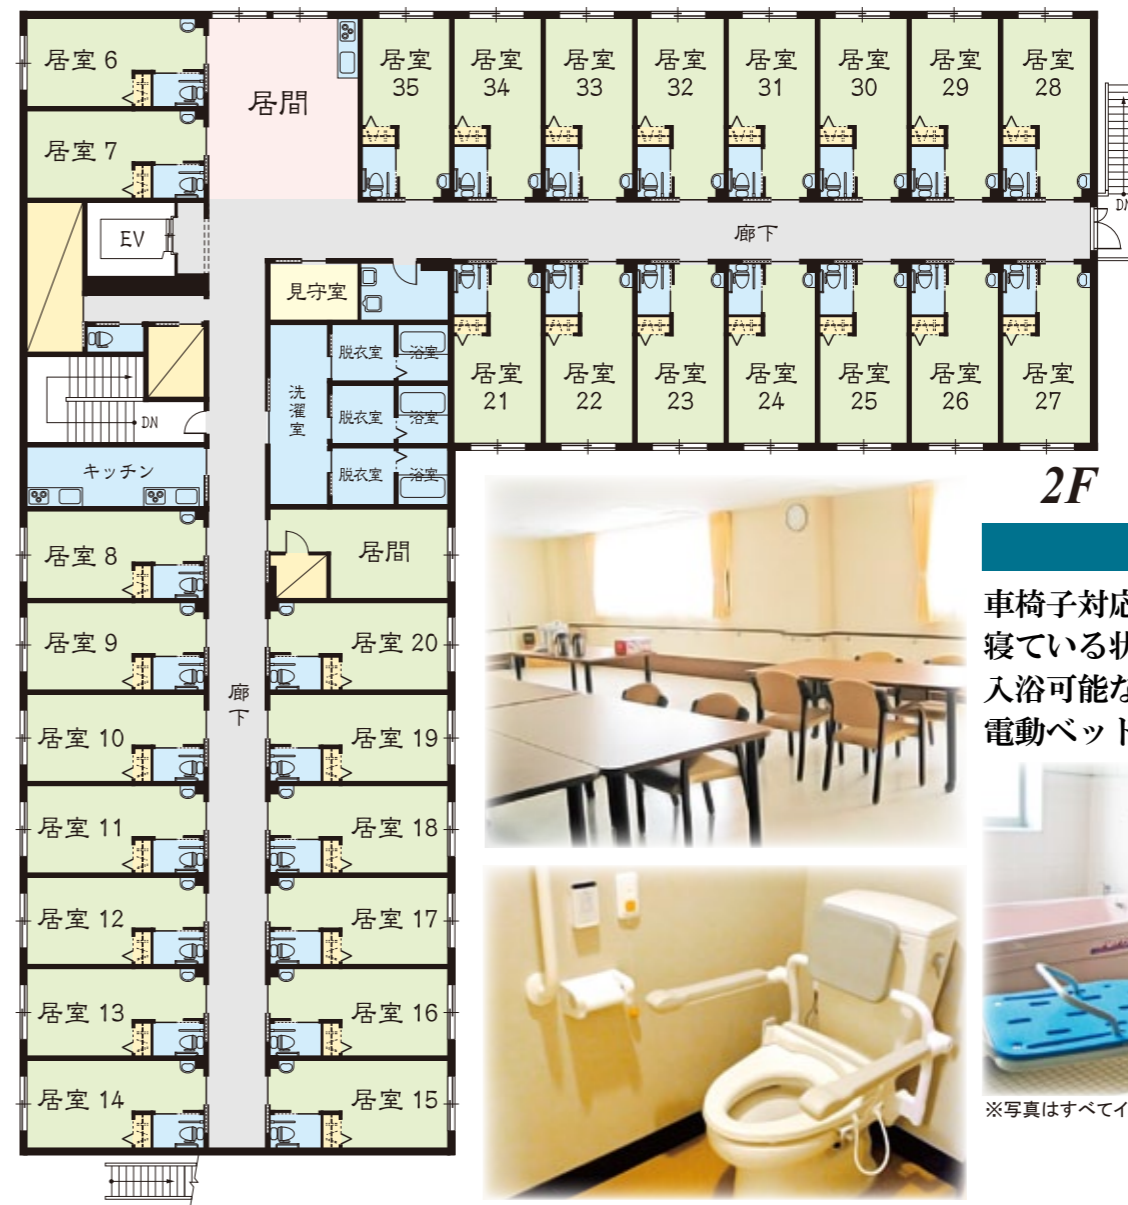 居室 6
居間
居室 35
居室 34
居室 33
居室 32
居室 31
居室 30
居室 29
居室 28
居室 7
EV
廊下
DN
見守室
脱衣室
浴室
洗濯室
脱衣室
浴室
脱衣室
浴室
居室 21
居室 22
居室 23
居室 24
居室 25
居室 26
居室 27
DN
キッチン
2F
居室 8
居間
居室 9
居室 20
廊下
居室 10
居室 19
居室 11
居室 18
居室 12
居室 17
居室 13
居室 16
居室 14
居室 15
車椅子対応
寝ている状
入浴可能な
電動ベット
※写真はすべてイ